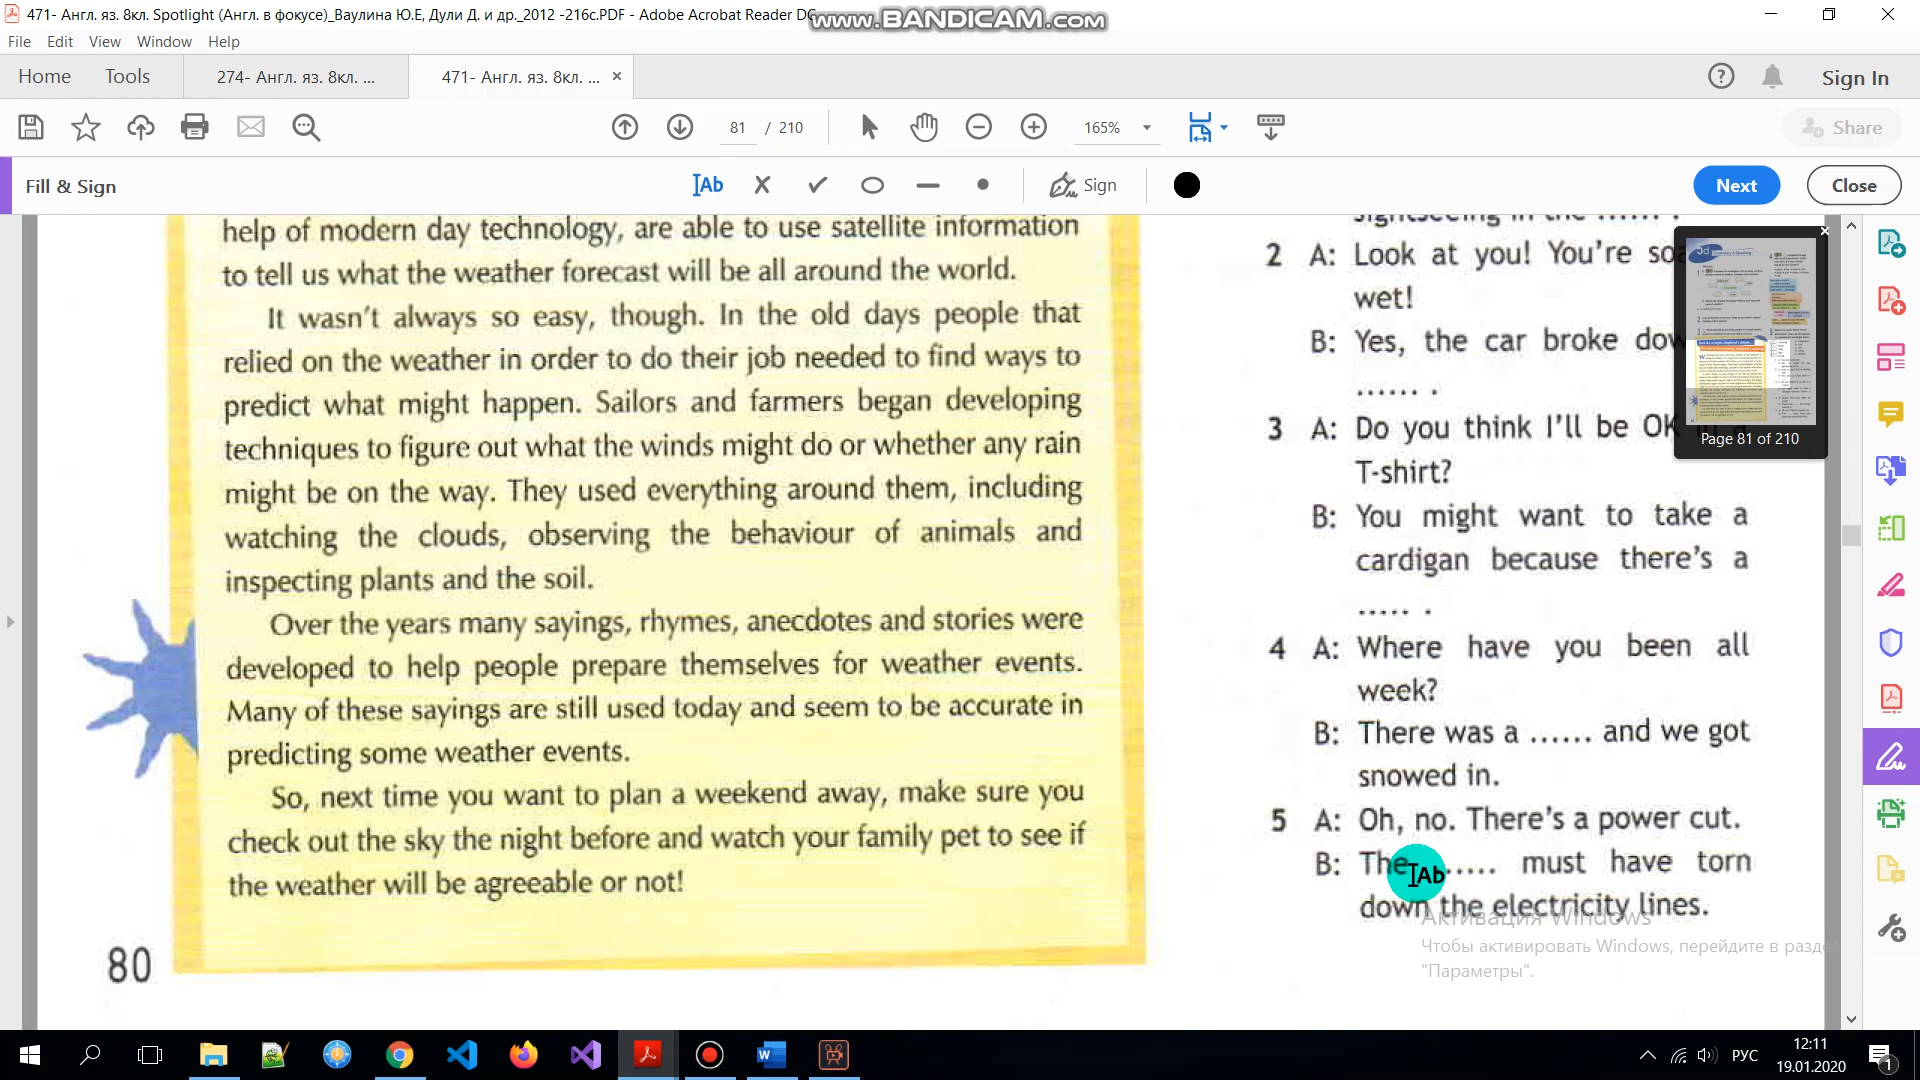 471- Англ. яз. 8кл. Spotlight (Англ. в фокусе)_Ваулина Ю.Е, Дули Д. и др._2012 -216с.PDF - Adobe Acrobat Reader DC
www.BANDICAM.com
File Edit View Window Help
Home Tools 274- Англ. яз. 8кл. ... 471- Англ. яз. 8кл. ... Sign In
81 / 210 165% Share
Fill & Sign Ab Sign Next Close
help of modern day technology, are able to use satellite information
to tell us what the weather forecast will be all around the world.
It wasn't always so easy, though. In the old days people that
relied on the weather in order to do their job needed to find ways to
predict what might happen. Sailors and farmers began developing
techniques to figure out what the winds might do or whether any rain
might be on the way. They used everything around them, including
watching the clouds, observing the behaviour of animals and
inspecting plants and the soil.
Over the years many sayings, rhymes, anecdotes and stories were
developed to help people prepare themselves for weather events.
Many of these sayings are still used today and seem to be accurate in
predicting some weather events.
So, next time you want to plan a weekend away, make sure you
check out the sky the night before and watch your family pet to see if
the weather will be agreeable or not!
80
sightseeing in the ...... .
2 A: Look at you! You're soa
wet!
B: Yes, the car broke dow
...... .
3 A: Do you think I'll be OK in a
T-shirt?
B: You might want to take a
cardigan because there's a
..... .
4 A: Where have you been all
week?
B: There was a ...... and we got
snowed in.
5 A: Oh, no. There's a power cut.
B: The ...... must have torn
down the electricity lines.
5d
Page 81 of 210
Ab
Активация Windows
Чтобы активировать Windows, перейдите в разде
"Параметры".
РУС
12:11
19.01.2020
1